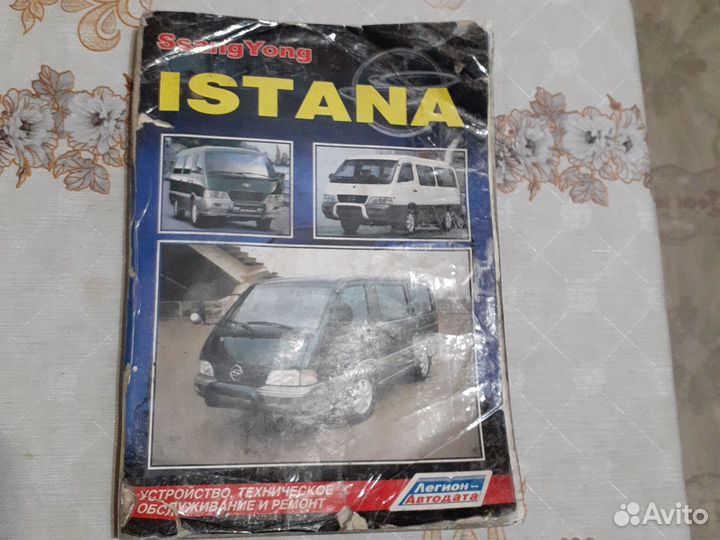 SsangYong
ISTANA
УСТРОЙСТВО, ТЕХНИЧЕСКОЕ
ОБСЛУЖИВАНИЕ И РЕМОНТ
Легион
Автодата
Avito